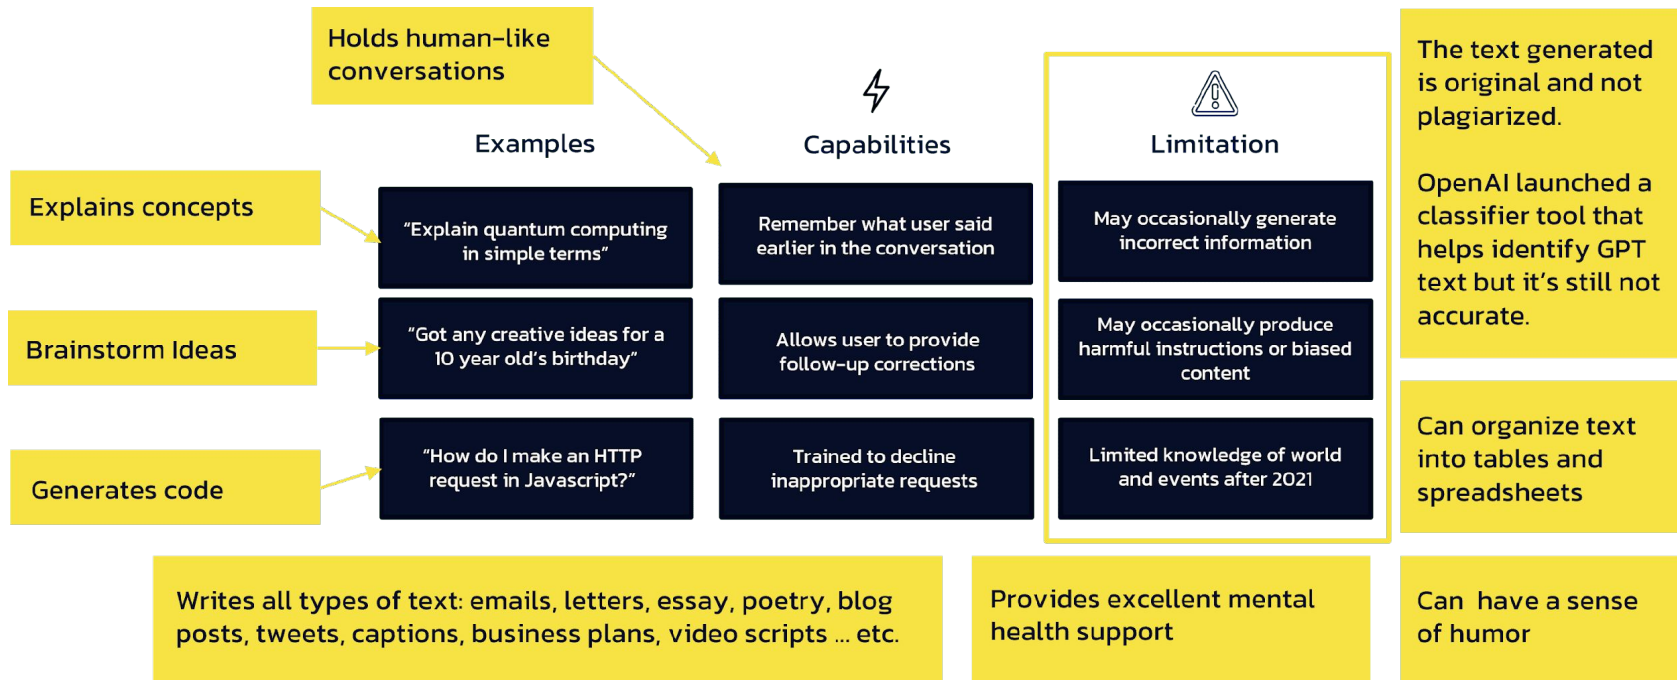 Holds human-like
conversations
Examples
Capabilities
Limitation
Explains concepts
Brainstorm Ideas
Generates code
"Explain quantum computing
in simple terms"
"Got any creative ideas for a
10 year old's birthday"
"How do I make an HTTP
request in Javascript?"
Remember what user said
earlier in the conversation
Allows user to provide
follow-up corrections
Trained to decline
inappropriate requests
May occasionally generate
incorrect information
May occasionally produce
harmful instructions or biased
content
Limited knowledge of world
and events after 2021
The text generated
is original and not
plagiarized.
OpenAI launched a
classifier tool that
helps identify GPT
text but it's still not
accurate.
Can organize text
into tables and
spreadsheets
Writes all types of text: emails, letters, essay, poetry, blog
posts, tweets, captions, business plans, video scripts ... etc.
Provides excellent mental
health support
Can have a sense
of humor